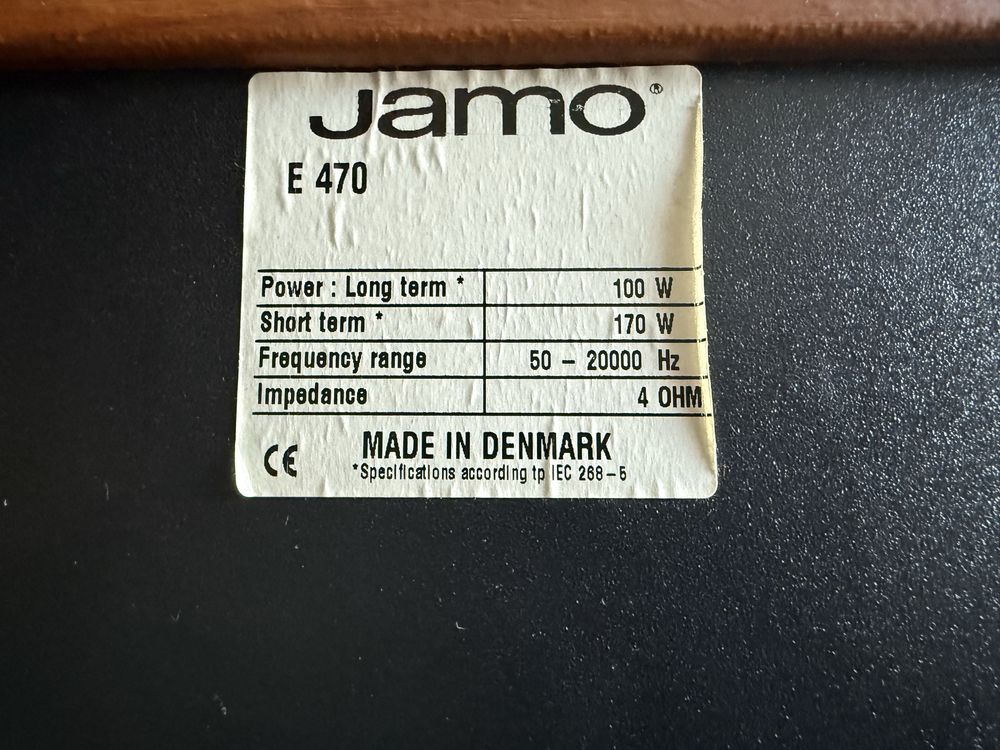 Jamo®
E 470
Power : Long term * 100 W
Short term * 170 W
Frequency range 50 – 20000 Hz
Impedance 4 OHM
CE MADE IN DENMARK
*Specifications according tp IEC 268–5